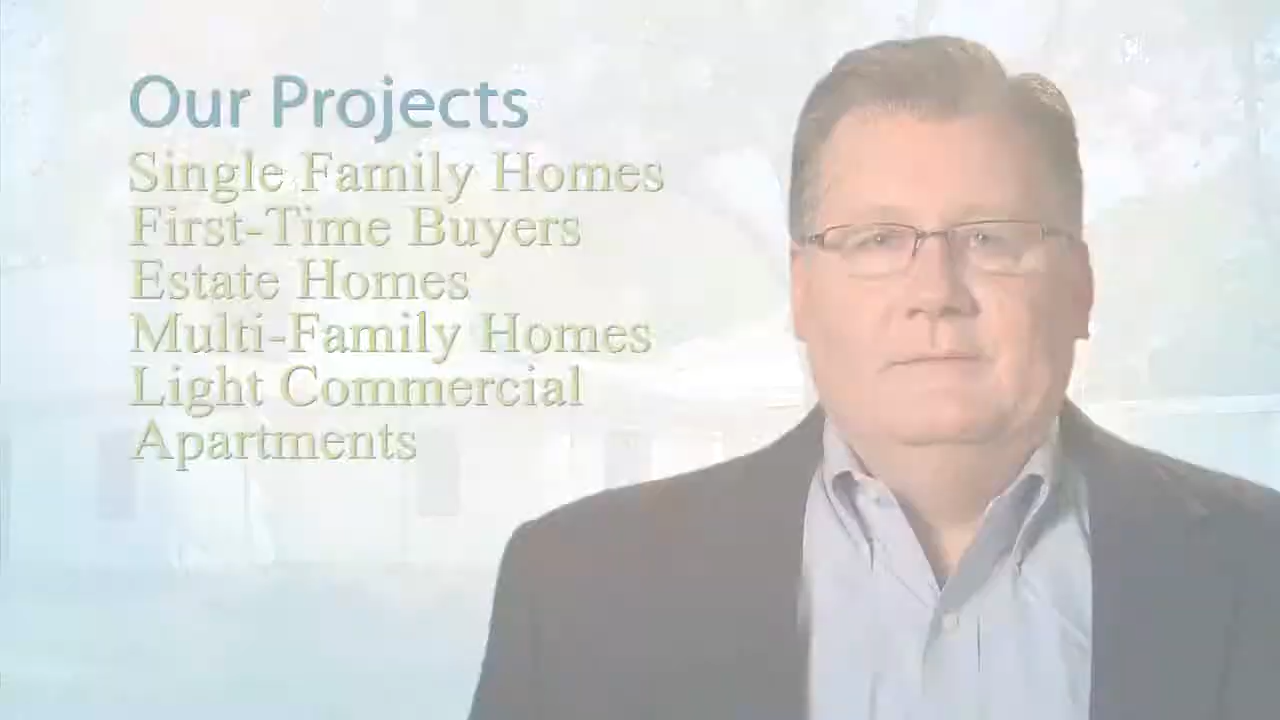 Our Projects
Single Family Homes
First-Time Buyers
Estate Homes
Multi-Family Homes
Light Commercial
Apartments